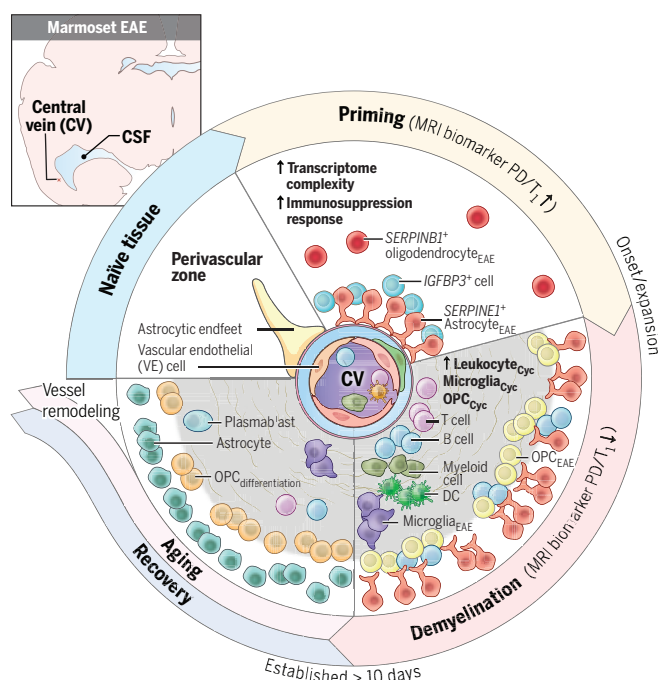 Marmoset EAE
Central
vein (CV)
CSF
Naïve tissue
Priming (MRI biomarker PD/T1↑)
Onset/expansion
↑ Transcriptome
complexity
↑ Immunosuppression
response
SERPINB1+
oligodendrocyteEAE
IGFBP3+ cell
SERPINE1+
AstrocyteEAE
Perivascular
zone
Astrocytic endfeet
Vascular endothelial
(VE) cell
CV
↑ LeukocyteCyc
MicrogliaCyc
OPCCyc
T cell
B cell
Myeloid
cell
DC
MicrogliaEAE
OPCEAE
Demyelination (MRI biomarker PD/T1↑↓)
Established > 10 days
Vessel
remodeling
Plasmablast
Astrocyte
OPCdifferentiation
Aging
Recovery